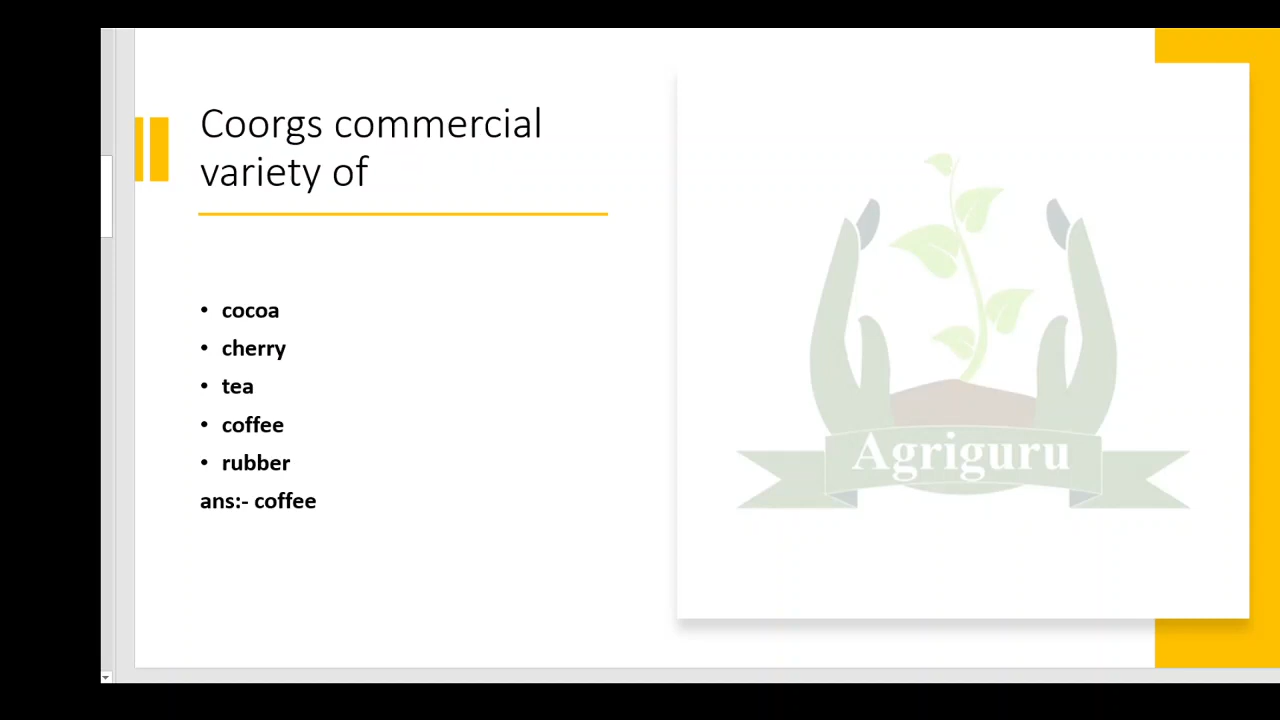 Coorgs commercial
variety of
• cocoa
• cherry
• tea
• coffee
• rubber
ans:- coffee
Agriguru